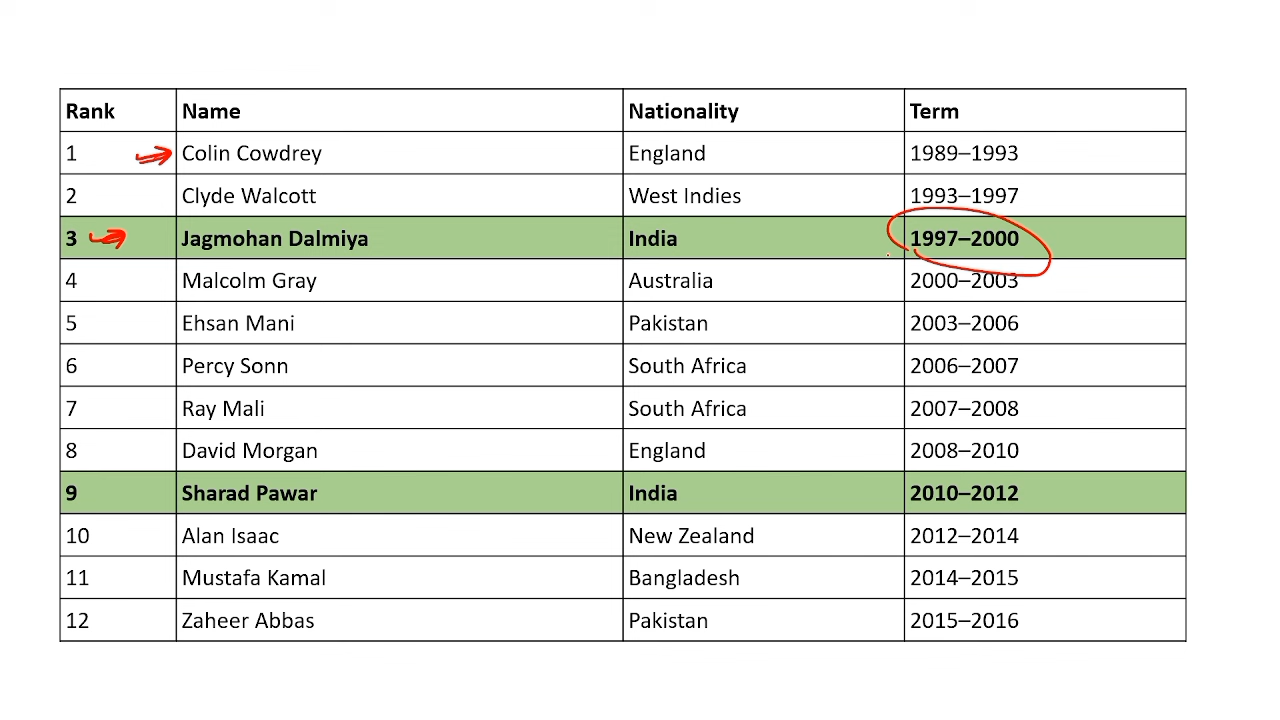 Rank Name Nationality Term
1 Colin Cowdrey England 1989–1993
2 Clyde Walcott West Indies 1993–1997
3 Jagmohan Dalmiya India 1997–2000
4 Malcolm Gray Australia 2000–2003
5 Ehsan Mani Pakistan 2003–2006
6 Percy Sonn South Africa 2006–2007
7 Ray Mali South Africa 2007–2008
8 David Morgan England 2008–2010
9 Sharad Pawar India 2010–2012
10 Alan Isaac New Zealand 2012–2014
11 Mustafa Kamal Bangladesh 2014–2015
12 Zaheer Abbas Pakistan 2015–2016